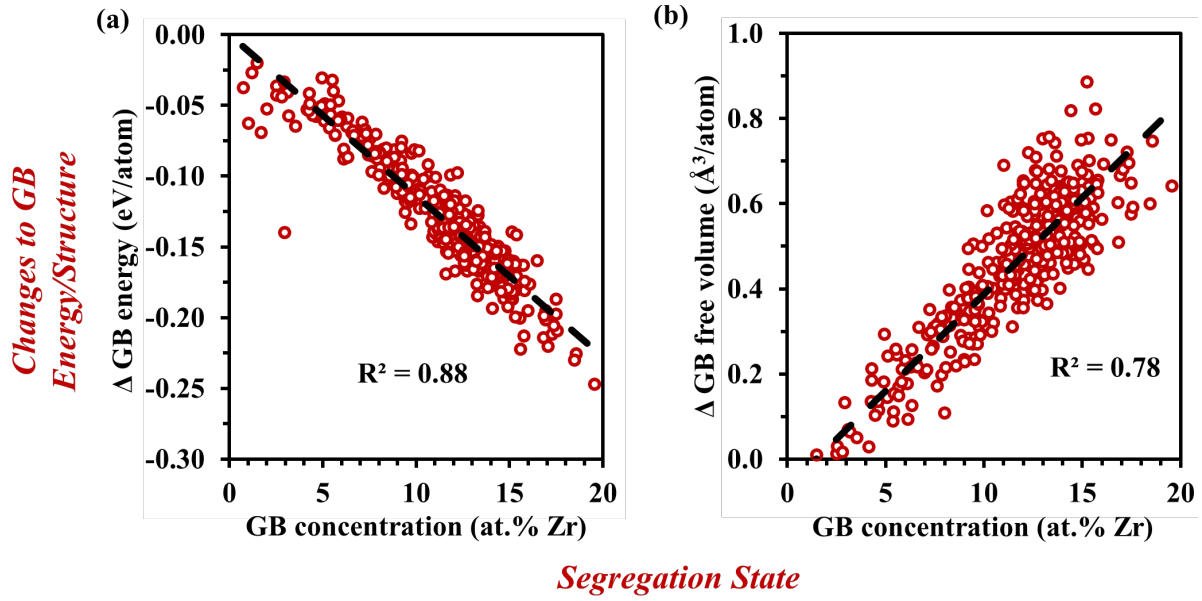 (a)
(b)
Changes to GB
Energy/Structure
Δ GB energy (eV/atom)
0.00
-0.05
-0.10
-0.15
-0.20
-0.25
-0.30
R² = 0.88
0 5 10 15 20
GB concentration (at.% Zr)
Δ GB free volume (Å³/atom)
1.0
0.8
0.6
0.4
0.2
0.0
R² = 0.78
0 5 10 15 20
GB concentration (at.% Zr)
Segregation State